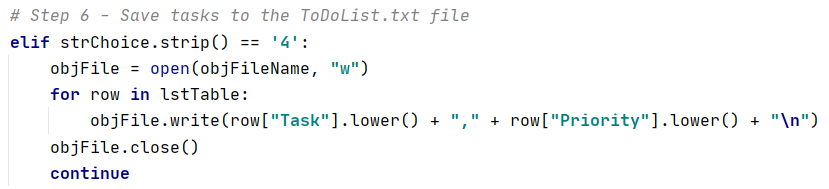 # Step 6 - Save tasks to the ToDoList.txt file
elif strChoice.strip() == '4':
    objFile = open(objFileName, "w")
    for row in lstTable:
        objFile.write(row["Task"].lower() + "," + row["Priority"].lower() + "\n")
    objFile.close()
    continue